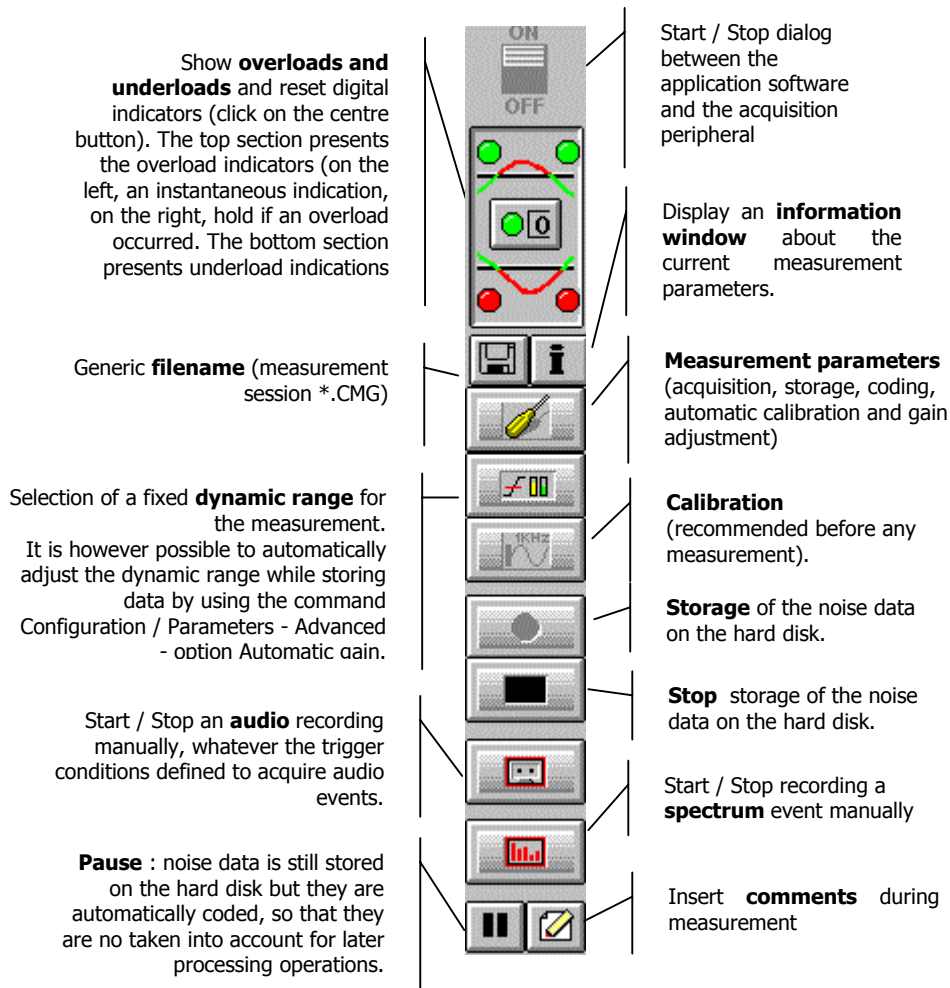 ON
OFF
Show overloads and
underloads and reset digital
indicators (click on the centre
button). The top section presents
the overload indicators (on the
left, an instantaneous indication,
on the right, hold if an overload
occurred. The bottom section
presents underload indications
Start / Stop dialog
between the
application software
and the acquisition
peripheral
0
Display an information
window about the
current measurement
parameters.
Generic filename (measurement
session *.CMG)
i
Measurement parameters
(acquisition, storage, coding,
automatic calibration and gain
adjustment)
Selection of a fixed dynamic range for
the measurement.
It is however possible to automatically
adjust the dynamic range while storing
data by using the command
Configuration / Parameters - Advanced
- option Automatic gain.
1KHz
Calibration
(recommended before any
measurement).
Storage of the noise data
on the hard disk.
Stop storage of the noise
data on the hard disk.
Start / Stop an audio recording
manually, whatever the trigger
conditions defined to acquire audio
events.
Start / Stop recording a
spectrum event manually
Pause : noise data is still stored
on the hard disk but they are
automatically coded, so that they
are no taken into account for later
processing operations.
Insert comments during
measurement